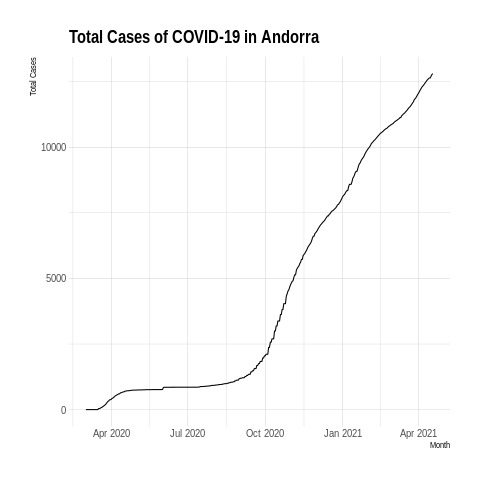 Total Cases of COVID-19 in Andorra
Total Cases
10000
5000
0
Apr 2020 Jul 2020 Oct 2020 Jan 2021 Apr 2021
Month